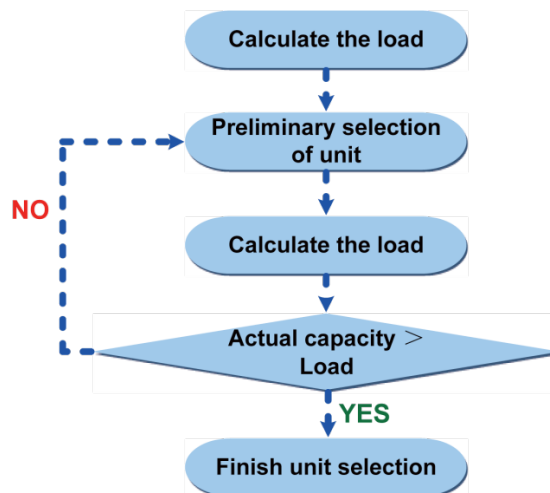 Calculate the load
Preliminary selection
of unit
NO
Calculate the load
Actual capacity >
Load
YES
Finish unit selection